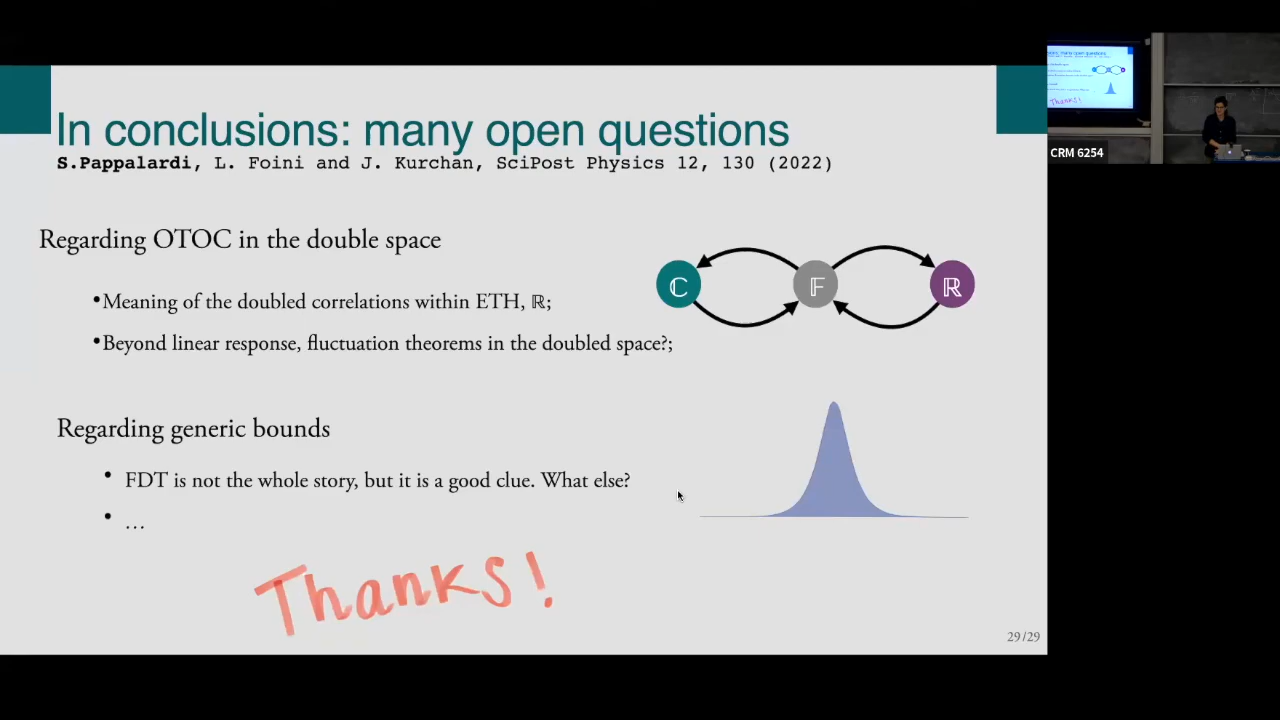 In conclusions: many open questions
S.Pappalardi, L. Foini and J. Kurchan, SciPost Physics 12, 130 (2022)
Regarding OTOC in the double space
•Meaning of the doubled correlations within ETH, ℝ;
•Beyond linear response, fluctuation theorems in the doubled space?;
ℂ
𝔽
ℝ
Regarding generic bounds
• FDT is not the whole story, but it is a good clue. What else?
• …
Thanks!
29/29
Thanks!
CRM 6254